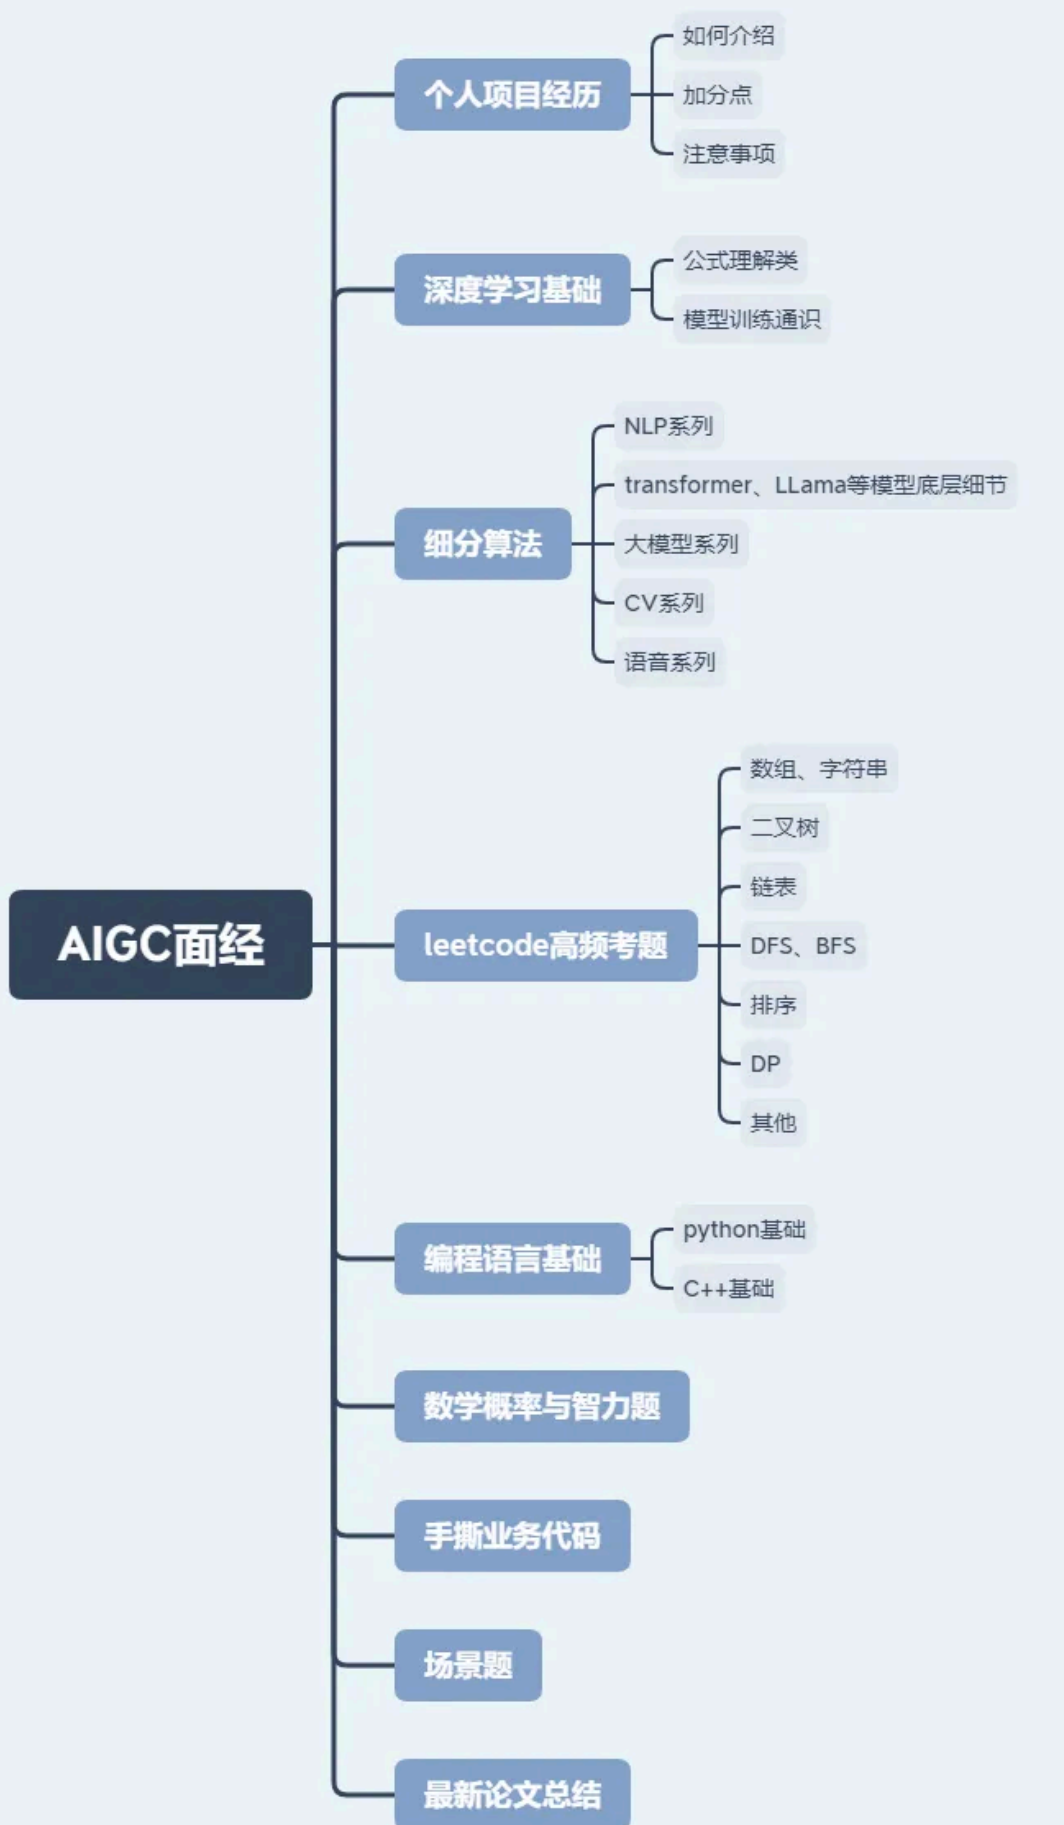 AIGC面经
个人项目经历
如何介绍
加分点
注意事项
深度学习基础
公式理解类
模型训练通识
细分算法
NLP系列
transformer、LLama等模型底层细节
大模型系列
CV系列
语音系列
leetcode高频考题
数组、字符串
二叉树
链表
DFS、BFS
排序
DP
其他
编程语言基础
python基础
C++基础
数学概率与智力题
手撕业务代码
场景题
最新论文总结